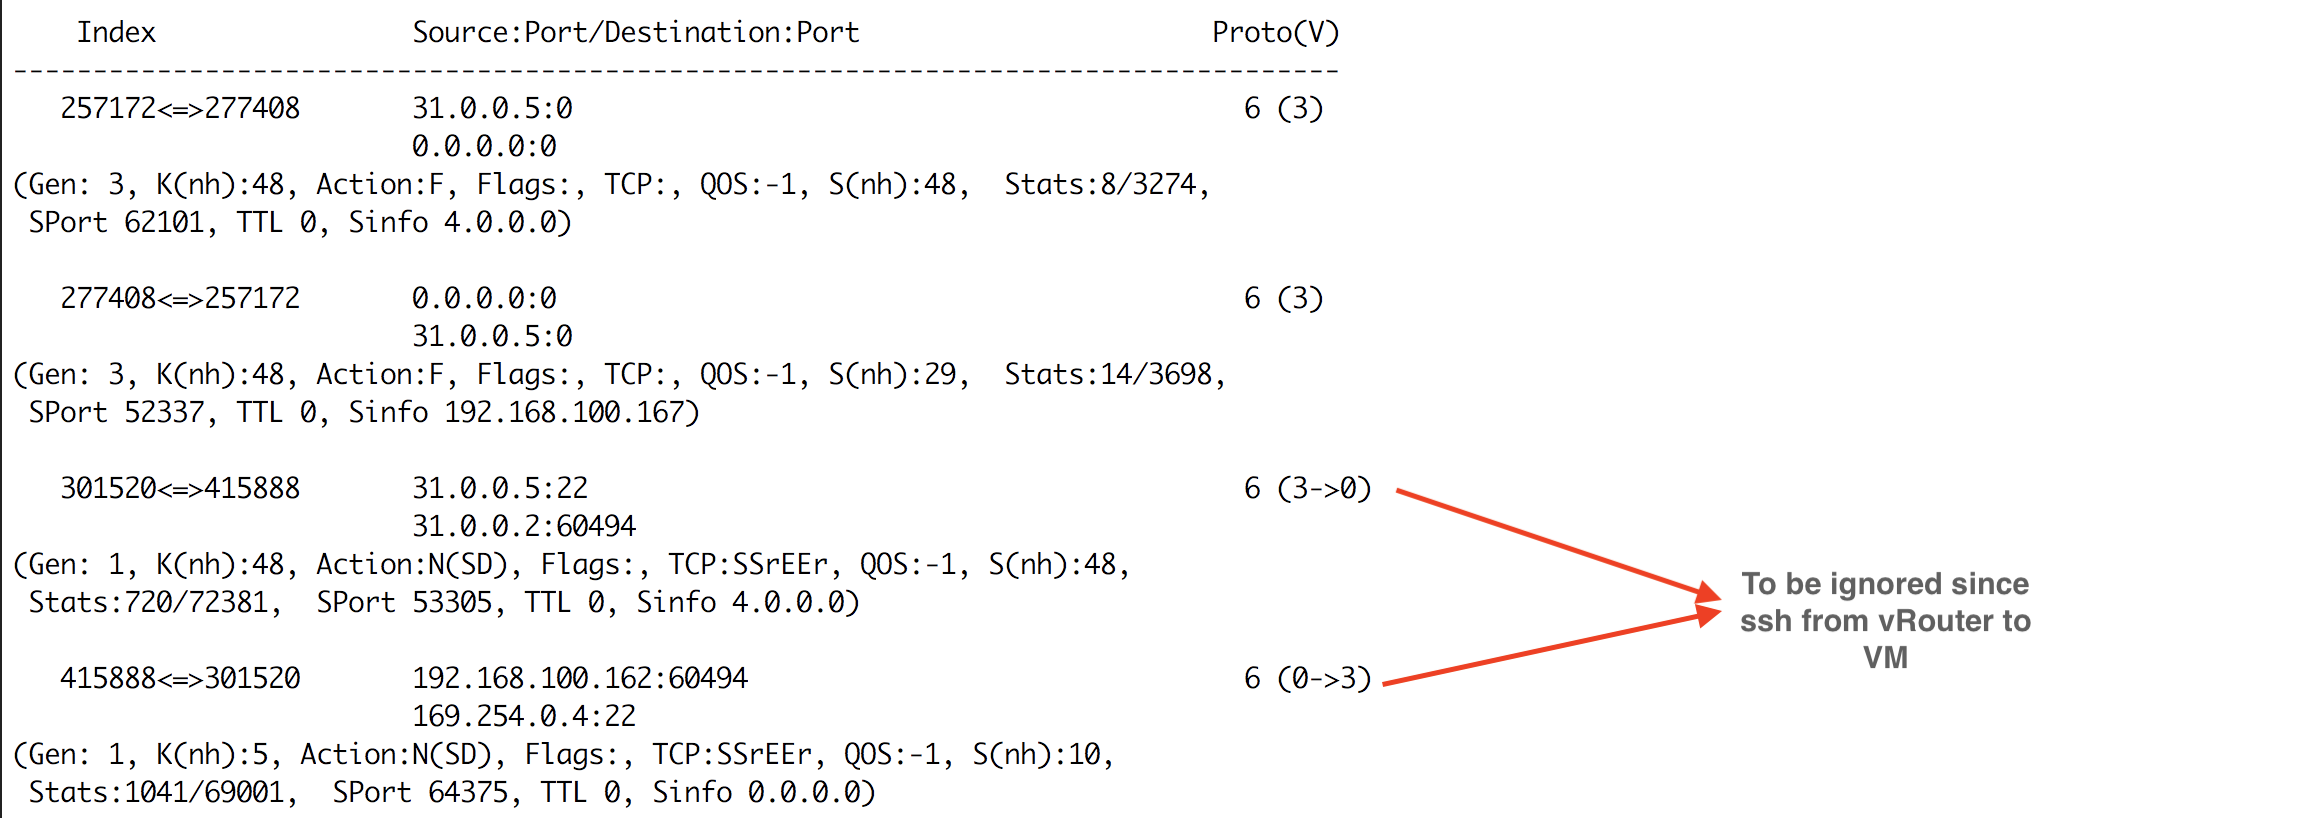 Index Source:Port/Destination:Port Proto(V)
-----------------------------------------------------------------------------------
257172<=>277408 31.0.0.5:0 6 (3)
0.0.0.0:0
(Gen: 3, K(nh):48, Action:F, Flags:, TCP:, QOS:-1, S(nh):48, Stats:8/3274,
SPort 62101, TTL 0, Sinfo 4.0.0.0)
277408<=>257172 0.0.0.0:0 6 (3)
31.0.0.5:0
(Gen: 3, K(nh):48, Action:F, Flags:, TCP:, QOS:-1, S(nh):29, Stats:14/3698,
SPort 52337, TTL 0, Sinfo 192.168.100.167)
301520<=>415888 31.0.0.5:22 6 (3->0)
31.0.0.2:60494
(Gen: 1, K(nh):48, Action:N(SD), Flags:, TCP:SSrEEr, QOS:-1, S(nh):48,
Stats:720/72381, SPort 53305, TTL 0, Sinfo 4.0.0.0)
415888<=>301520 192.168.100.162:60494 6 (0->3)
169.254.0.4:22
(Gen: 1, K(nh):5, Action:N(SD), Flags:, TCP:SSrEEr, QOS:-1, S(nh):10,
Stats:1041/69001, SPort 64375, TTL 0, Sinfo 0.0.0.0)
To be ignored since
ssh from vRouter to
VM